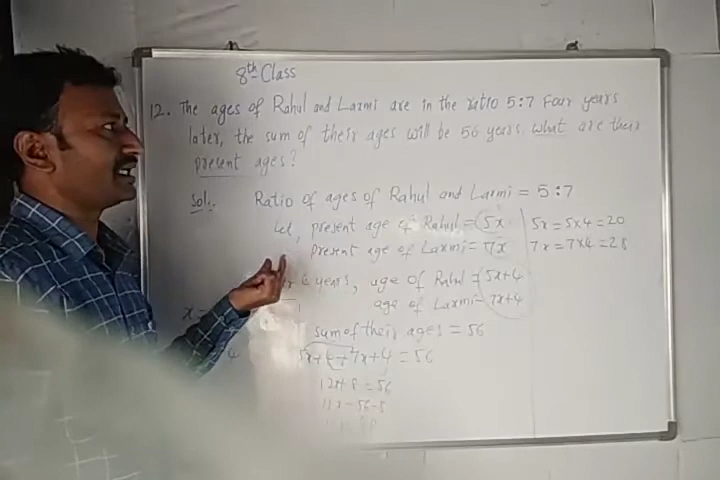 8th Class
12. The ages of Rahul and Laxmi are in the ratio 5:7 Four years
later, the sum of their ages will be 56 years. what are their
present ages?
Sol:. Ratio of ages of Rahul and Laxmi = 5:7
Let, present age of Rahul = 5x
present age of Laxmi = 7x
years, age of Rahul = 5x+4
age of Laxmi = 7x+4
sum of their ages = 56
5x+4+7x+4 = 56
12x+8 = 56
56-8
5x = 5x4 = 20
7x = 7x4 = 28